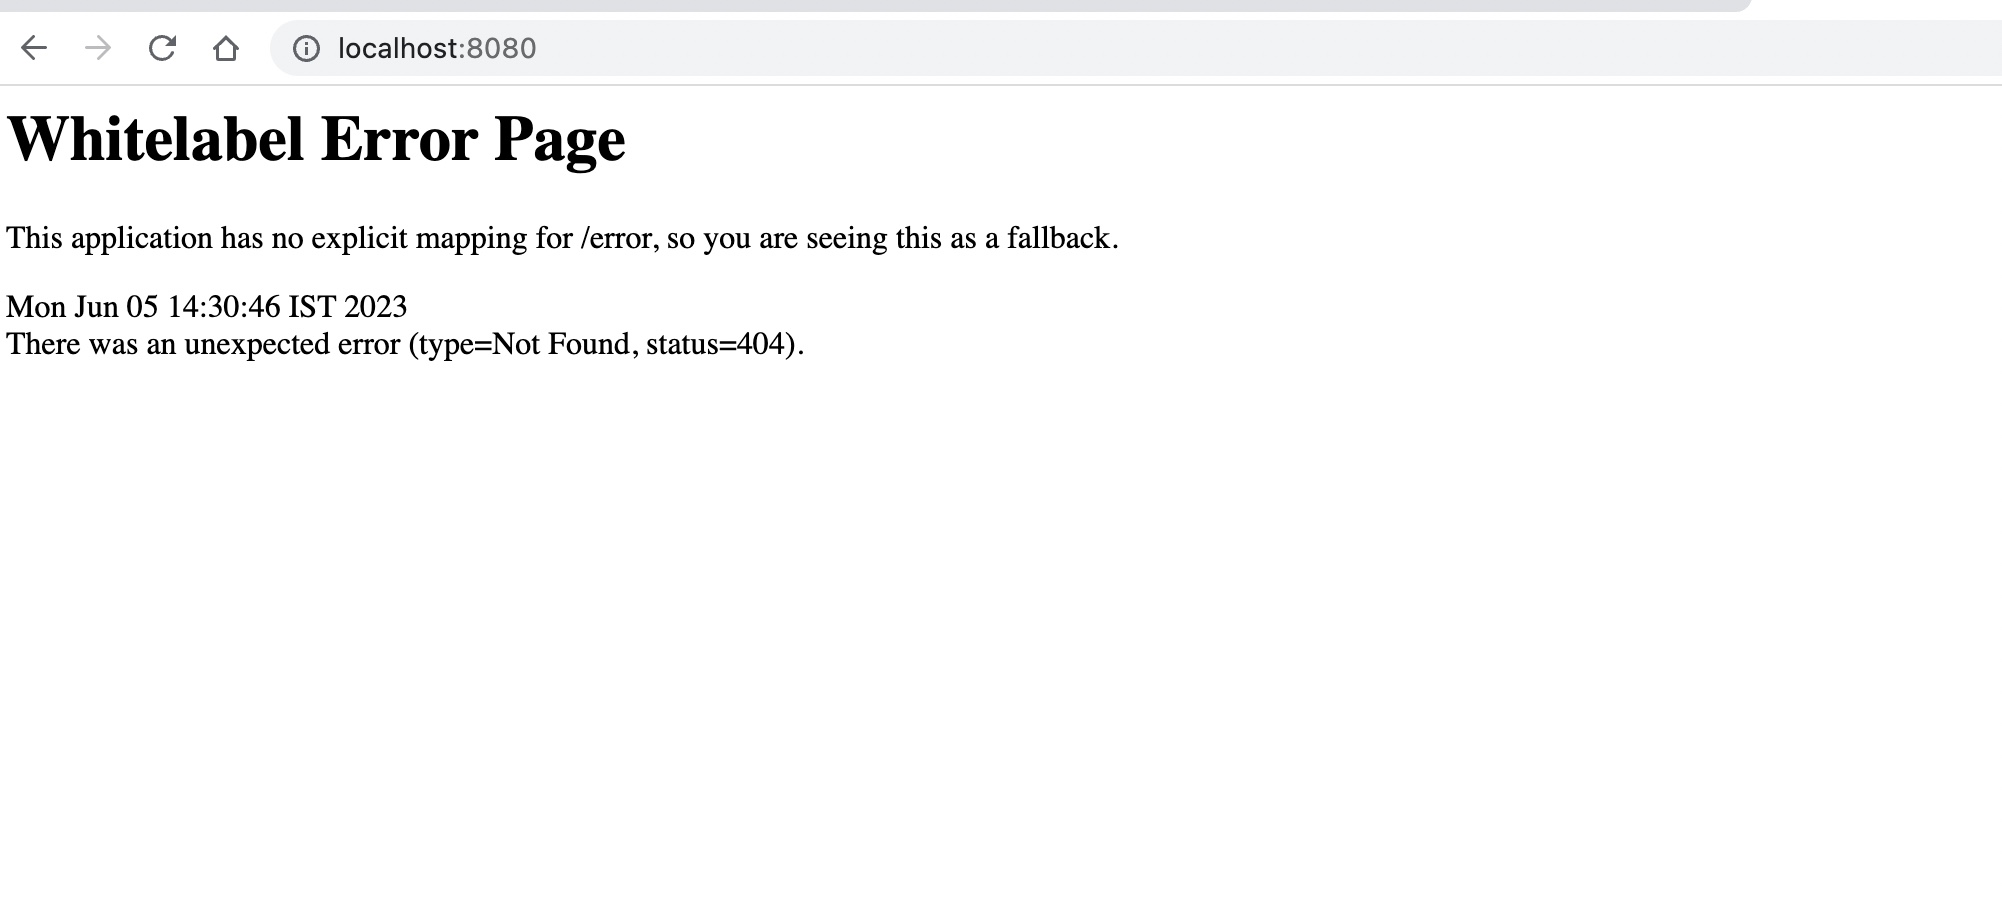 localhost:8080
Whitelabel Error Page
This application has no explicit mapping for /error, so you are seeing this as a fallback.
Mon Jun 05 14:30:46 IST 2023
There was an unexpected error (type=Not Found, status=404).